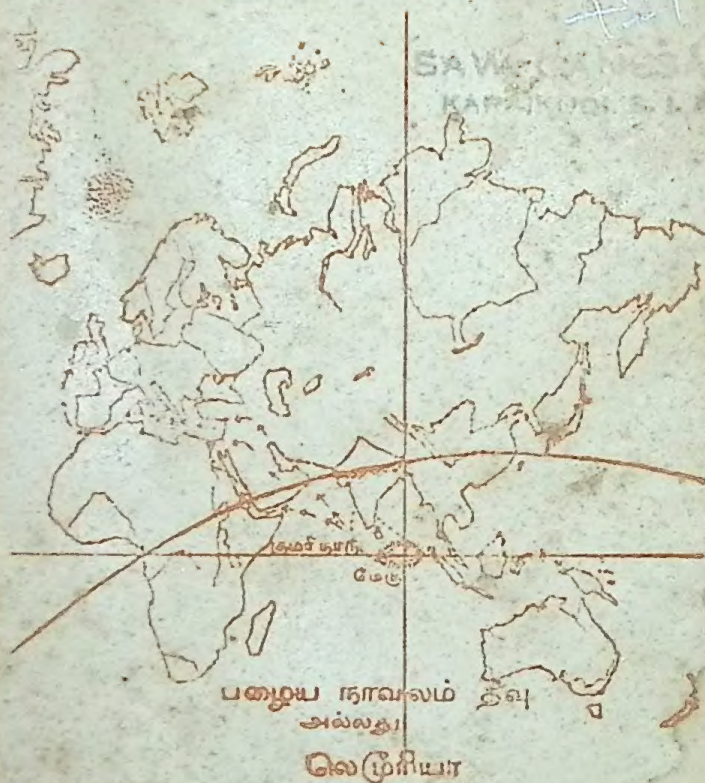 குமரி நாடு
மேரு
பழைய நாவலம் தீவு
அல்லது
லெமூரியா